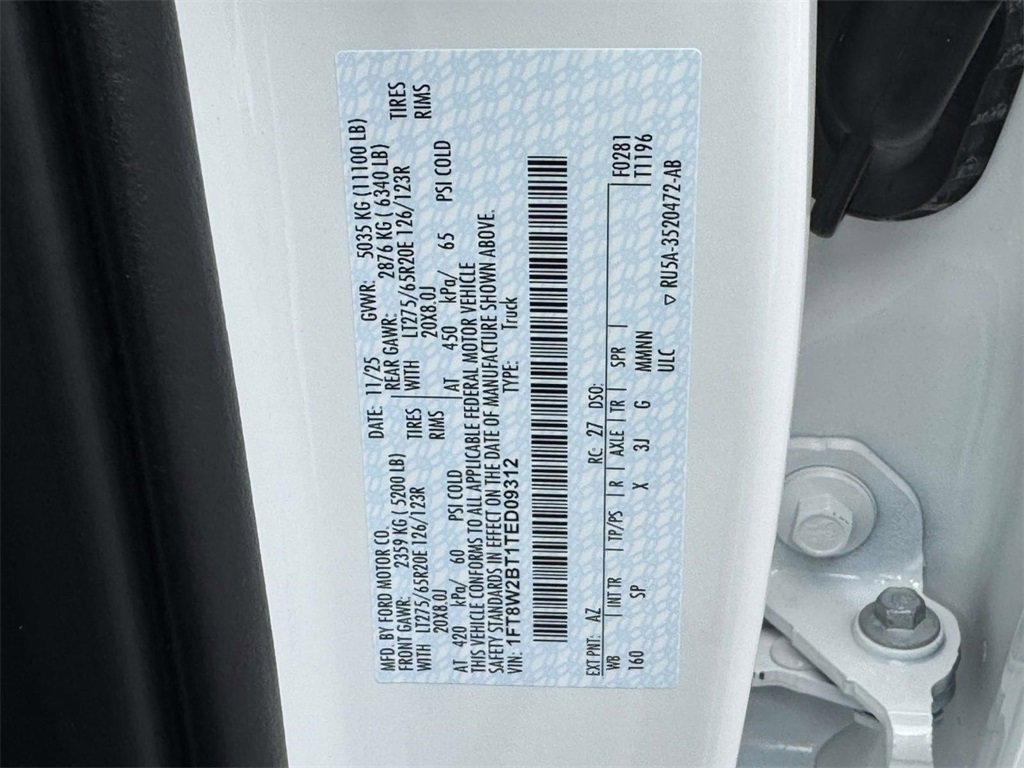 MFD. BY FORD MOTOR CO. DATE: 11/25 GVWR: 5035 KG (11100 LB)
FRONT GAWR: 2359 KG ( 5200 LB) REAR GAWR: 2876 KG ( 6340 LB)
WITH LT275/65R20E 126/123R TIRES WITH LT275/65R20E 126/123R TIRES
20X8.0J RIMS 20X8.0J RIMS
AT 420 kPa/ 60 PSI COLD AT 450 kPa/ 65 PSI COLD
THIS VEHICLE CONFORMS TO ALL APPLICABLE FEDERAL MOTOR VEHICLE
SAFETY STANDARDS IN EFFECT ON THE DATE OF MANUFACTURE SHOWN ABOVE.
VIN: 1FT8W2BT1TED09312 TYPE: Truck
EXT PNT: AZ RC: 27 DSO: F0281
WB INT TR TP/PS R AXLE TR SPR T1196
160 SP X 3J G MMNN
ULC ▽ RU5A-3520472-AB